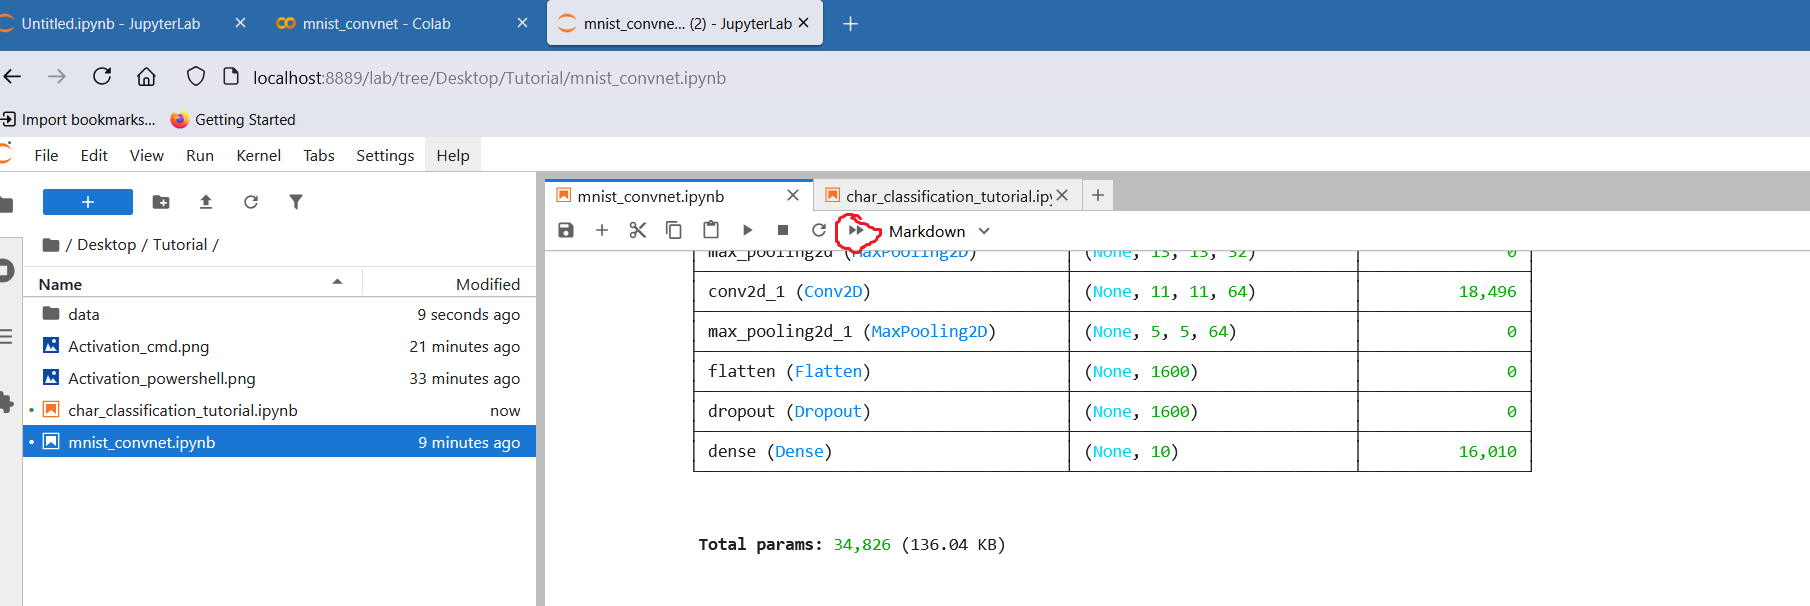 Untitled.ipynb - JupyterLab
mnist_convnet - Colab
mnist_convne... (2) - JupyterLab
localhost:8889/lab/tree/Desktop/Tutorial/mnist_convnet.ipynb
Import bookmarks...
Getting Started
File Edit View Run Kernel Tabs Settings Help
mnist_convnet.ipynb
char_classification_tutorial.ipy
Markdown
/ Desktop / Tutorial /
Name Modified
data 9 seconds ago
Activation_cmd.png 21 minutes ago
Activation_powershell.png 33 minutes ago
char_classification_tutorial.ipynb now
mnist_convnet.ipynb 9 minutes ago
max_pooling2d (MaxPooling2D) (None, 13, 13, 32) 0
conv2d_1 (Conv2D) (None, 11, 11, 64) 18,496
max_pooling2d_1 (MaxPooling2D) (None, 5, 5, 64) 0
flatten (Flatten) (None, 1600) 0
dropout (Dropout) (None, 1600) 0
dense (Dense) (None, 10) 16,010
Total params: 34,826 (136.04 KB)